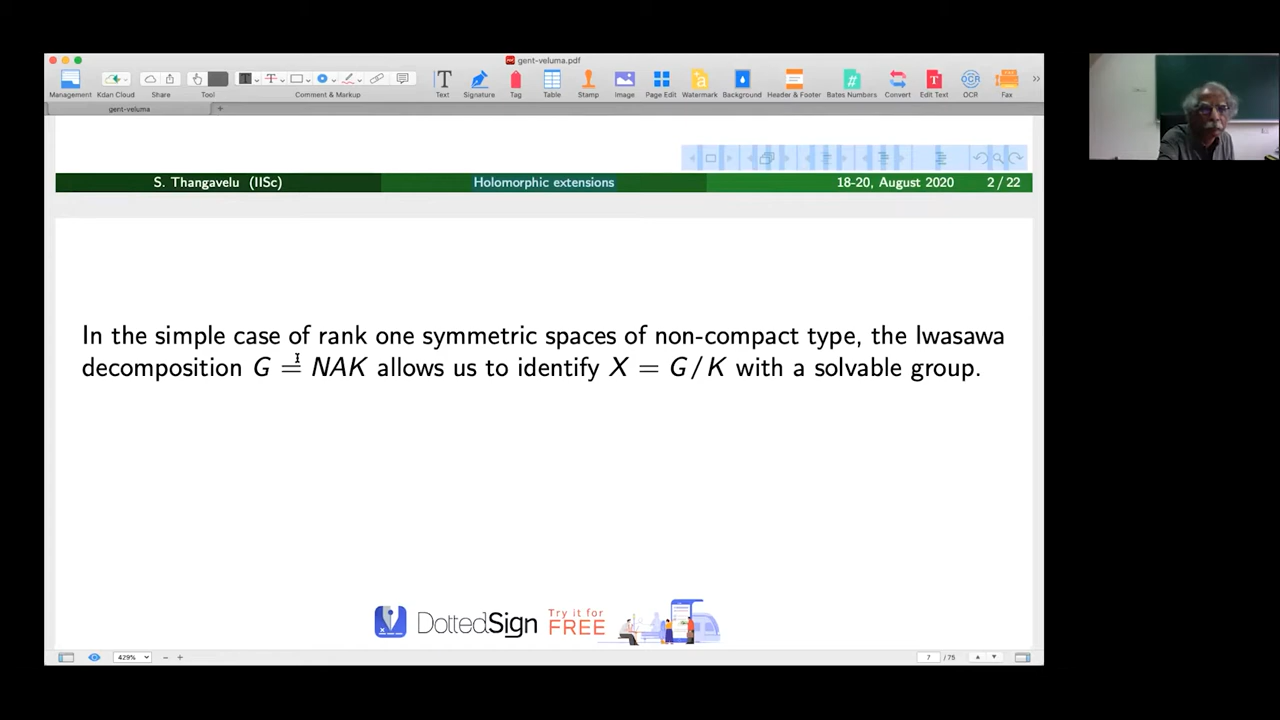 gent-veluma.pdf
Management Kdan Cloud Share Tool Comment & Markup Text Signature Tag Table Stamp Image Page Edit Watermark Background Header & Footer Bates Numbers Convert Edit Text OCR Fax
gent-veluma
S. Thangavelu (IISc) Holomorphic extensions 18-20, August 2020 2 / 22
In the simple case of rank one symmetric spaces of non-compact type, the Iwasawa
decomposition G = NAK allows us to identify X = G/K with a solvable group.
DottedSign Try it for
FREE
429% 7 / 75